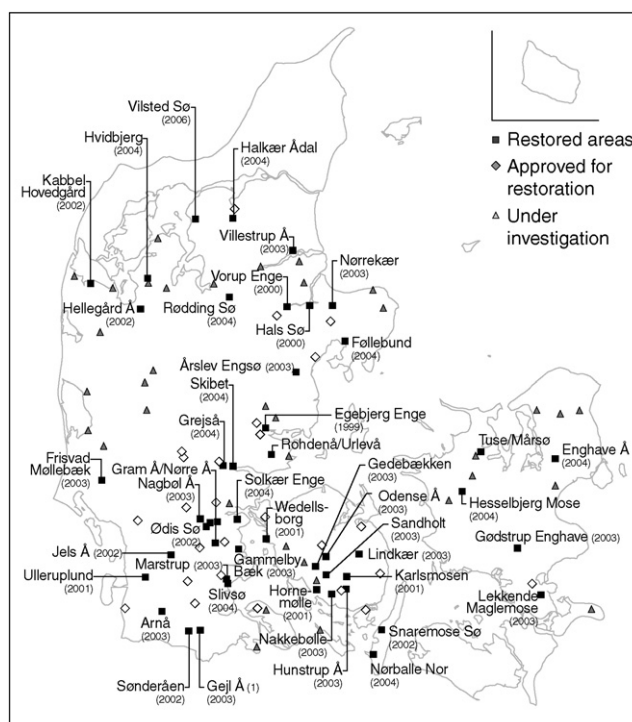 Vilsted Sø
(2006)
Hvidbjerg
(2004)
Kabbel
Hovedgård
(2002)
Halkær Ådal
(2004)
Restored areas
Approved for
restoration
Under
investigation
Villestrup Å
(2003)
Nørrekær
(2003)
Vorup Enge
(2000)
Hellegård Å
(2002)
Rødding Sø
(2004)
Hals Sø
(2000)
Føllebund
(2004)
Årslev Engsø (2003)
Skibet
(2004)
Egebjerg Enge
(1999)
Grejså
(2004)
Rohdenå/Urlevå
Tuse/Mårsø
Enghave Å
(2004)
Frisvad
Møllebæk
(2003)
Gram Å/Nørre Å
Nagbøl Å
(2003)
Solkær Enge
(2004)
Gedebækken
(2003)
Odense Å
(2003)
Hesselbjerg Mose
(2004)
Wedells-
borg
(2001)
Sandholt
(2003)
Ødis Sø
(2002)
Gødstrup Enghave (2003)
Jels Å (2002)
Marstrup (2003)
Gammelby
Bæk (2003)
Lindkær (2003)
Ulleruplund
(2001)
Slivsø
(2004)
Horne-
mølle
(2001)
Karlsmosen
(2001)
Lekkende
Maglemose
(2003)
Arnå
(2003)
Nakkebølle
(2003)
Snaremose Sø
(2002)
Sønderåen
(2002)
Gejl Å (1)
(2003)
Hunstrup Å
(2003)
Nørballe Nor
(2004)